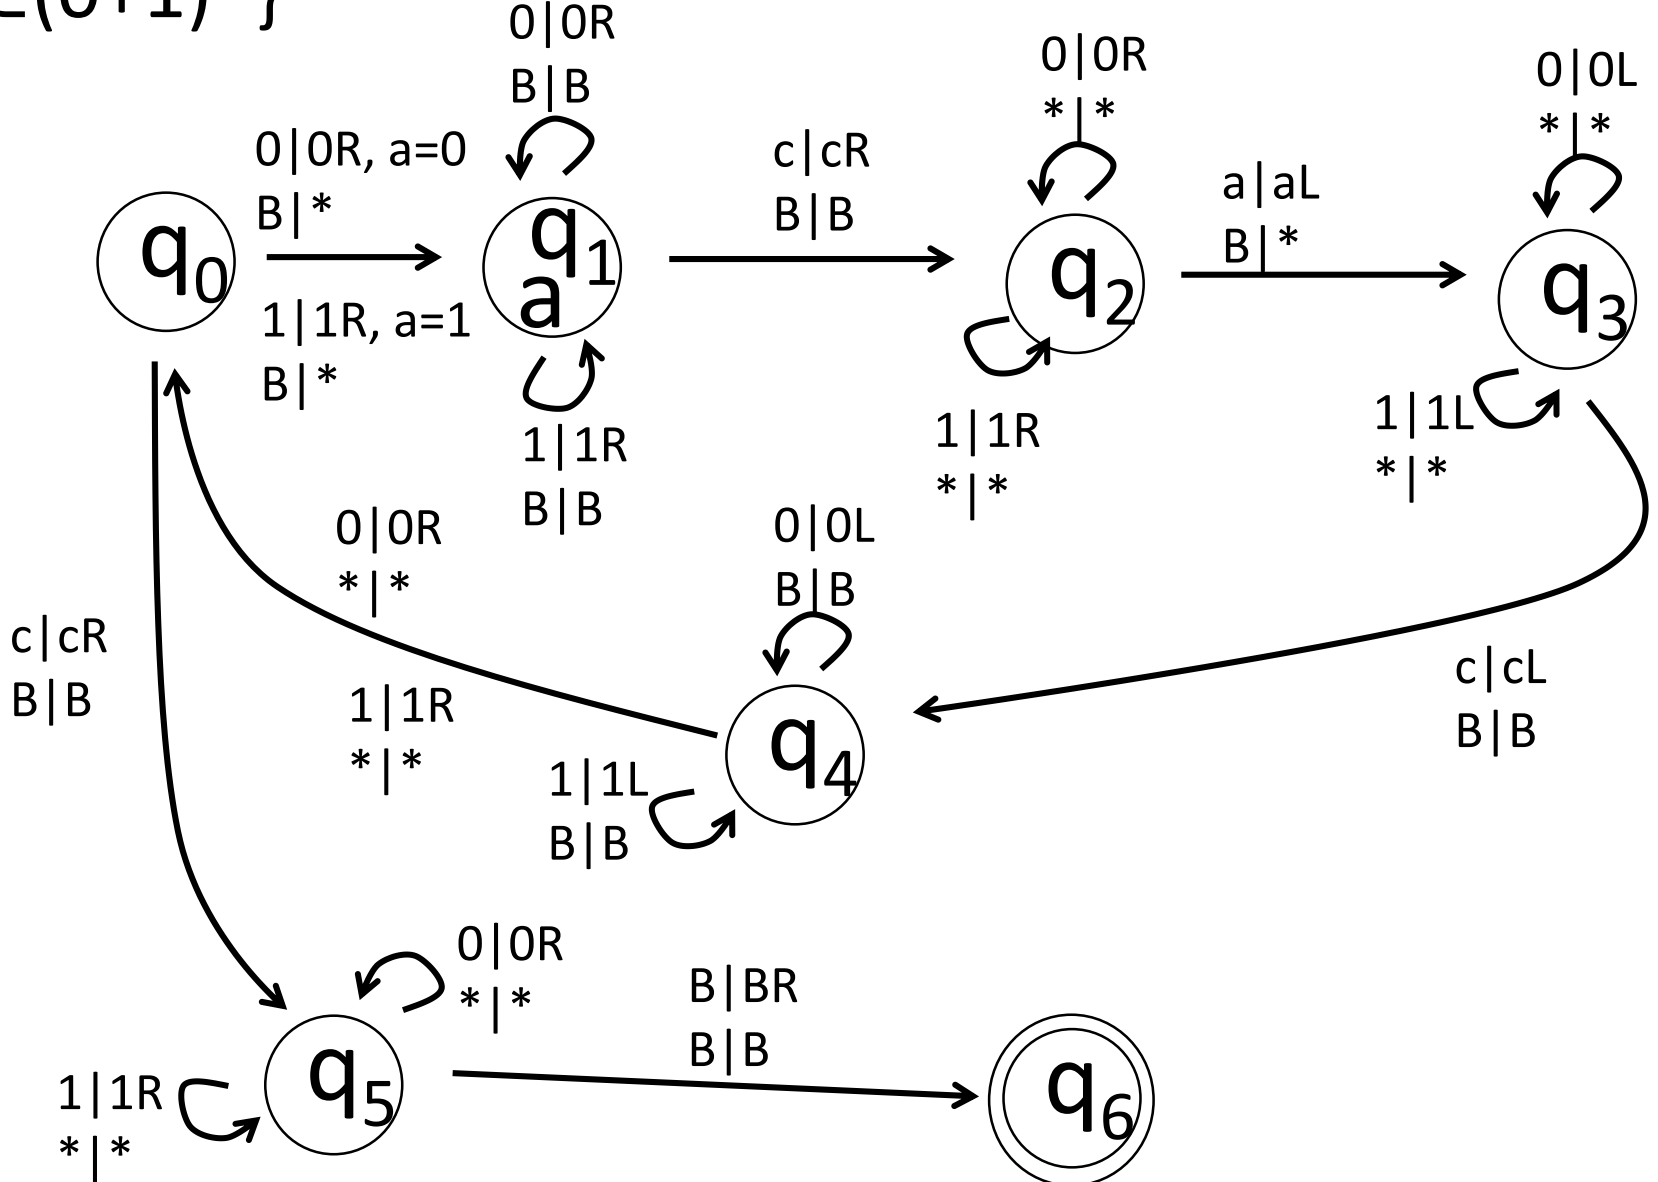 ∈(0+1)* }
0|0R
B|B
0|0R
*|*
0|0L
*|*
0|0R, a=0
B|*
c|cR
B|B
a|aL
B|*
q0
q1
a
q2
q3
1|1R, a=1
B|*
1|1R
B|B
1|1R
*|*
1|1L
*|*
0|0R
*|*
0|0L
B|B
c|cR
B|B
1|1R
*|*
c|cL
B|B
q4
1|1L
B|B
0|0R
*|*
B|BR
B|B
q5
q6
1|1R
*|*